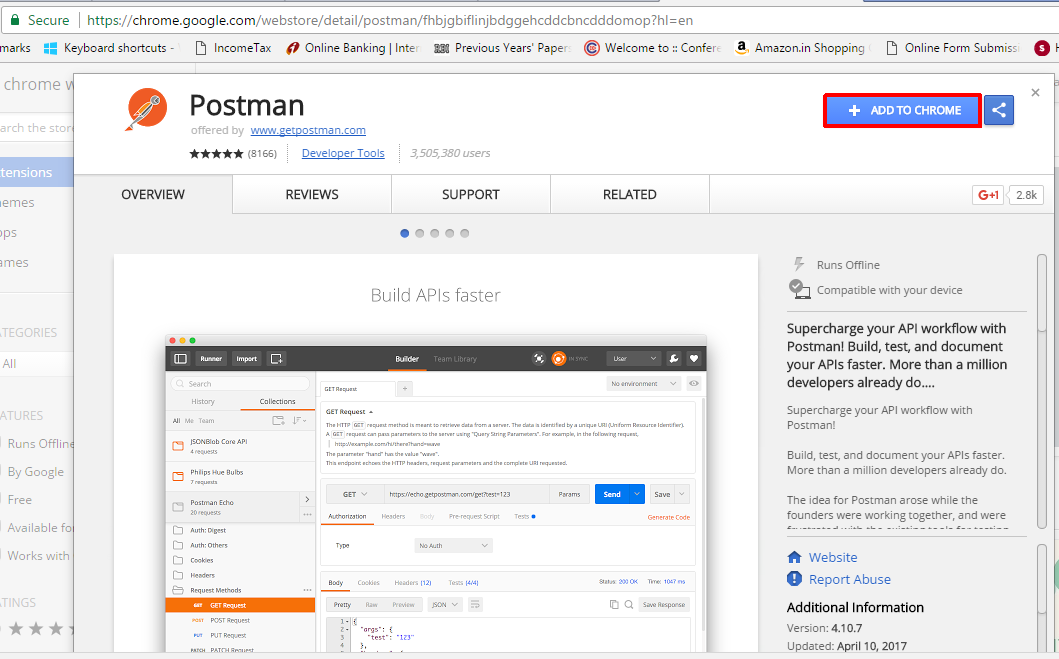 Secure https://chrome.google.com/webstore/detail/postman/fhbjgbiflinjbdggehcddcbncdddomop?hl=en
marks Keyboard shortcuts - IncomeTax Online Banking | Inter Previous Years' Papers Welcome to :: Confere Amazon.in Shopping Online Form Submissi
chrome w
arch the store
tensions
emes
ps
ames
ATEGORIES
All
ATURES
Runs Offline
By Google
Free
Available fo
Works with
ATINGS
Postman
offered by www.getpostman.com
(8166) Developer Tools 3,505,380 users
+ ADD TO CHROME
OVERVIEW REVIEWS SUPPORT RELATED
G+1 2.8k
Build APIs faster
Runner Import Builder Team Library IN SYNC User
Search
History Collections
All Me Team
JSONBlob Core API
4 requests
Philips Hue Bulbs
7 requests
Postman Echo
20 requests
Auth: Digest
Auth: Others
Cookies
Headers
Request Methods
GET GET Request
POST POST Request
PUT PUT Request
PATCH PATCH Request
GET Request + No environment
GET Request
The HTTP GET request method is meant to retrieve data from a server. The data is identified by a unique URI (Uniform Resource Identifier).
A GET request can pass parameters to the server using "Query String Parameters". For example, in the following request,
http://example.com/hi/there?hand=wave
The parameter "hand" has the value "wave".
This endpoint echoes the HTTP headers, request parameters and the complete URI requested.
GET https://echo.getpostman.com/get?test=123 Params Send Save
Authorization Headers Body Pre-request Script Tests Generate Code
Type No Auth
Body Cookies Headers (12) Tests (4/4) Status: 200 OK Time: 1047 ms
Pretty Raw Preview JSON Save Response
1 {
2 "args": {
3 "test": "123"
4 },
Runs Offline
Compatible with your device
Supercharge your API workflow with
Postman! Build, test, and document
your APIs faster. More than a million
developers already do....
Supercharge your API workflow with
Postman!
Build, test, and document your APIs faster.
More than a million developers already do.
The idea for Postman arose while the
founders were working together, and were
frustrated with the existing tools for testing
Website
Report Abuse
Additional Information
Version: 4.10.7
Updated: April 10, 2017